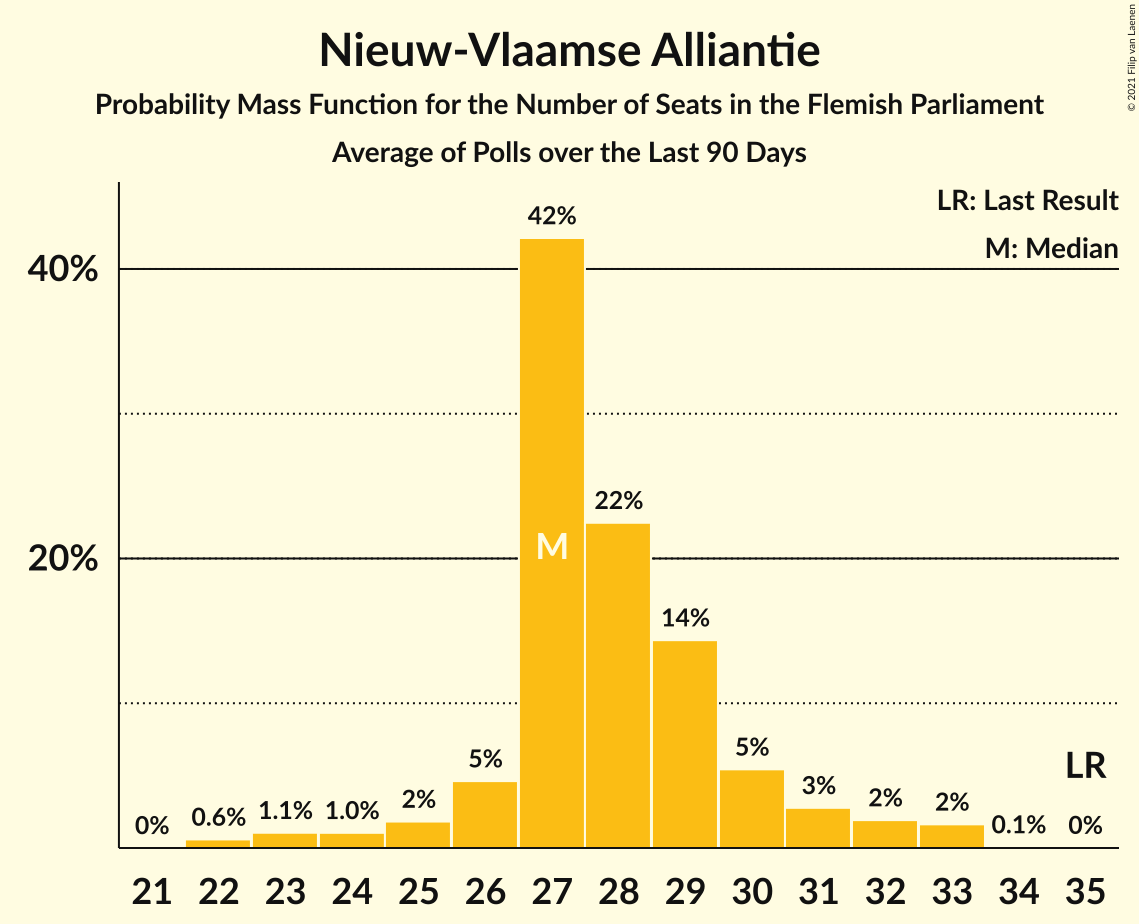 Nieuw-Vlaamse Alliantie
Probability Mass Function for the Number of Seats in the Flemish Parliament
Average of Polls over the Last 90 Days
© 2021 Filip van Laenen
LR: Last Result
M: Median
40%
20%
0%
0.6%
1.1%
1.0%
2%
5%
42%
M
22%
14%
5%
3%
2%
2%
0.1%
0%
LR
21 22 23 24 25 26 27 28 29 30 31 32 33 34 35